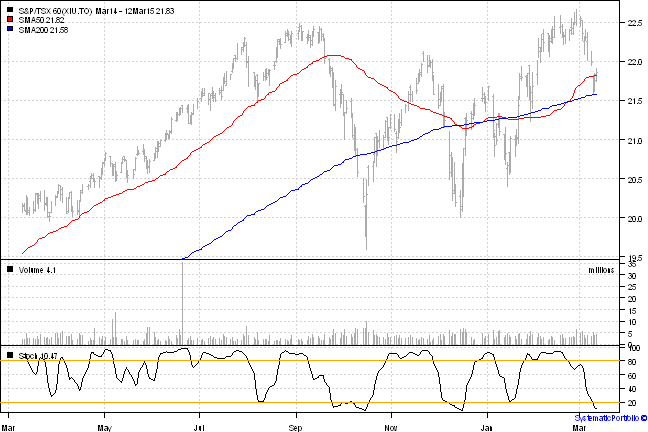 S&P/TSX 60(XIU.TO) Mar14 - 12Mar15 21.83
SMA50 21.82
SMA200 21.58
22.5
22.0
21.5
21.0
20.5
20.0
19.5
Volume 4.1
millions
35
30
25
20
15
10
5
0
Stoch 10.47
100
80
60
40
20
Mar May Jul Sep Nov Jan Mar
SystematicPortfolio ©